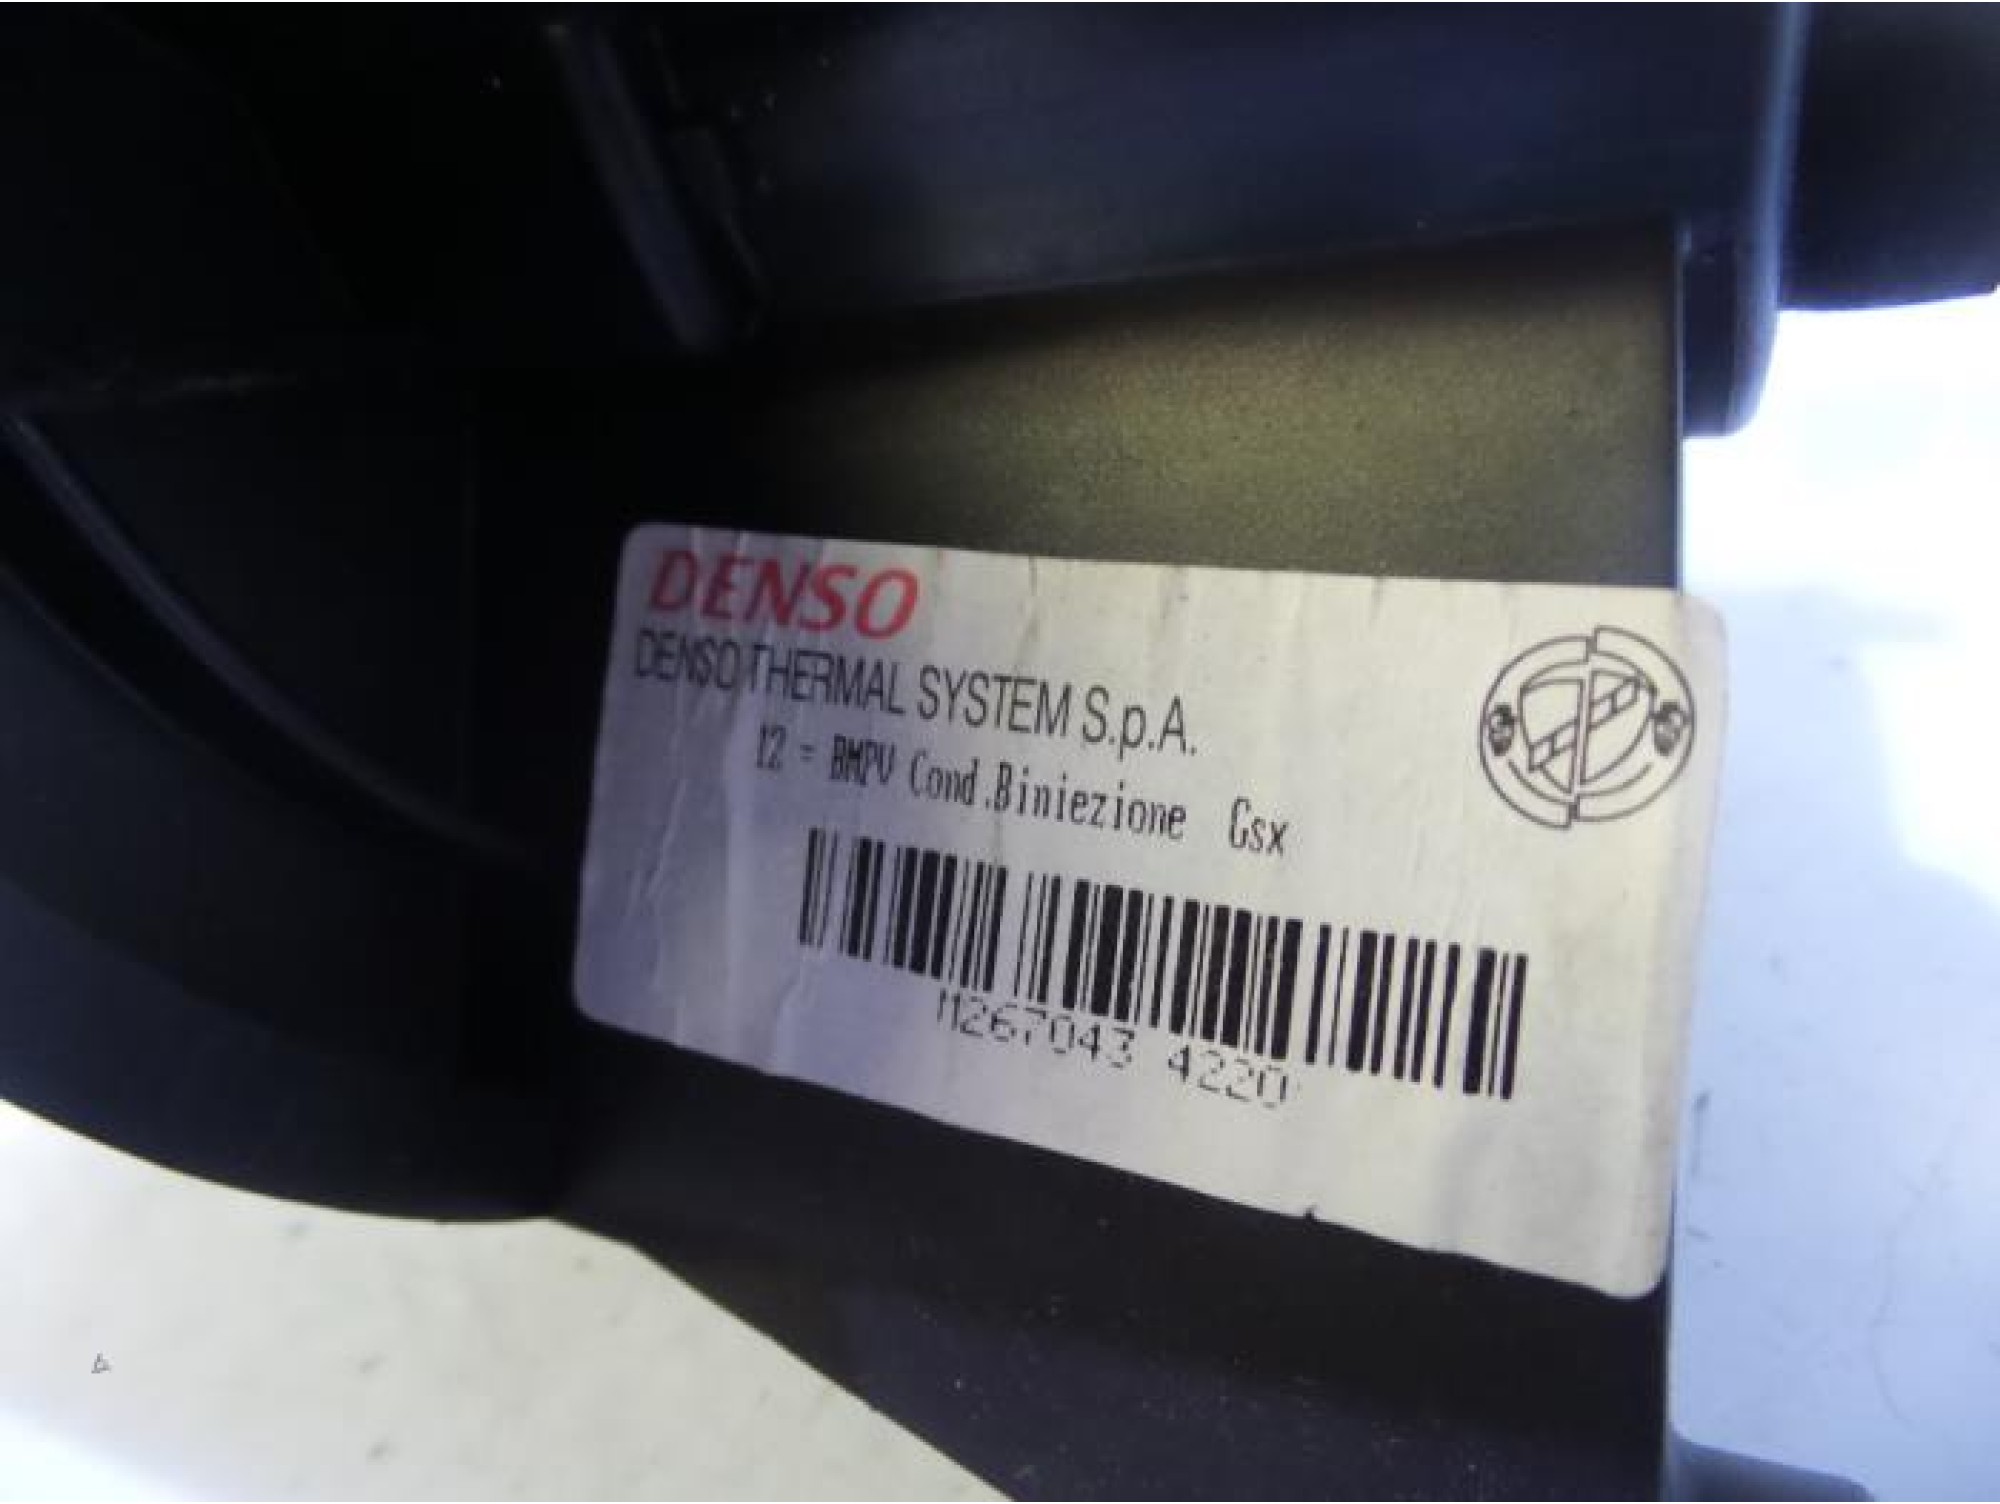 DENSO
DENSO THERMAL SYSTEM S.p.A.
12 = BMPV Cond.Biniezione Gsx
M267043 4220